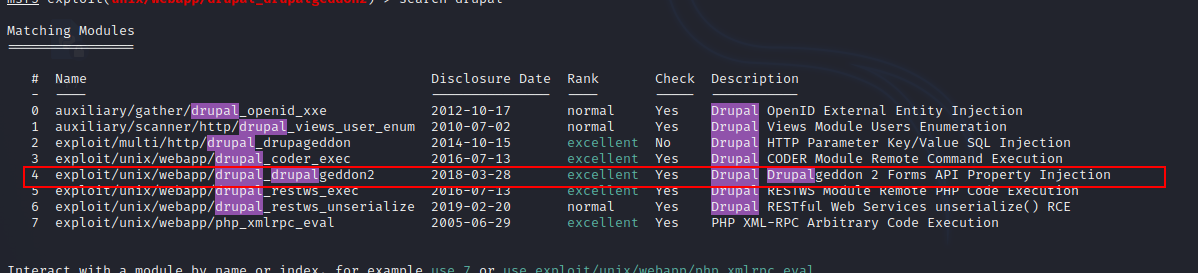 msf5 exploit(unix/webapp/drupal_drupalgeddon2) > search drupal
Matching Modules
================
# Name Disclosure Date Rank Check Description
- ---- --------------- ---- ----- -----------
0 auxiliary/gather/drupal_openid_xxe 2012-10-17 normal Yes Drupal OpenID External Entity Injection
1 auxiliary/scanner/http/drupal_views_user_enum 2010-07-02 normal Yes Drupal Views Module Users Enumeration
2 exploit/multi/http/drupal_drupageddon 2014-10-15 excellent No Drupal HTTP Parameter Key/Value SQL Injection
3 exploit/unix/webapp/drupal_coder_exec 2016-07-13 excellent Yes Drupal CODER Module Remote Command Execution
4 exploit/unix/webapp/drupal_drupalgeddon2 2018-03-28 excellent Yes Drupal Drupalgeddon 2 Forms API Property Injection
5 exploit/unix/webapp/drupal_restws_exec 2016-07-13 excellent Yes Drupal RESTWS Module Remote PHP Code Execution
6 exploit/unix/webapp/drupal_restws_unserialize 2019-02-20 normal Yes Drupal RESTful Web Services unserialize() RCE
7 exploit/unix/webapp/php_xmlrpc_eval 2005-06-29 excellent Yes PHP XML-RPC Arbitrary Code Execution
Interact with a module by name or index, for example use 7 or use exploit/unix/webapp/php_xmlrpc_eval